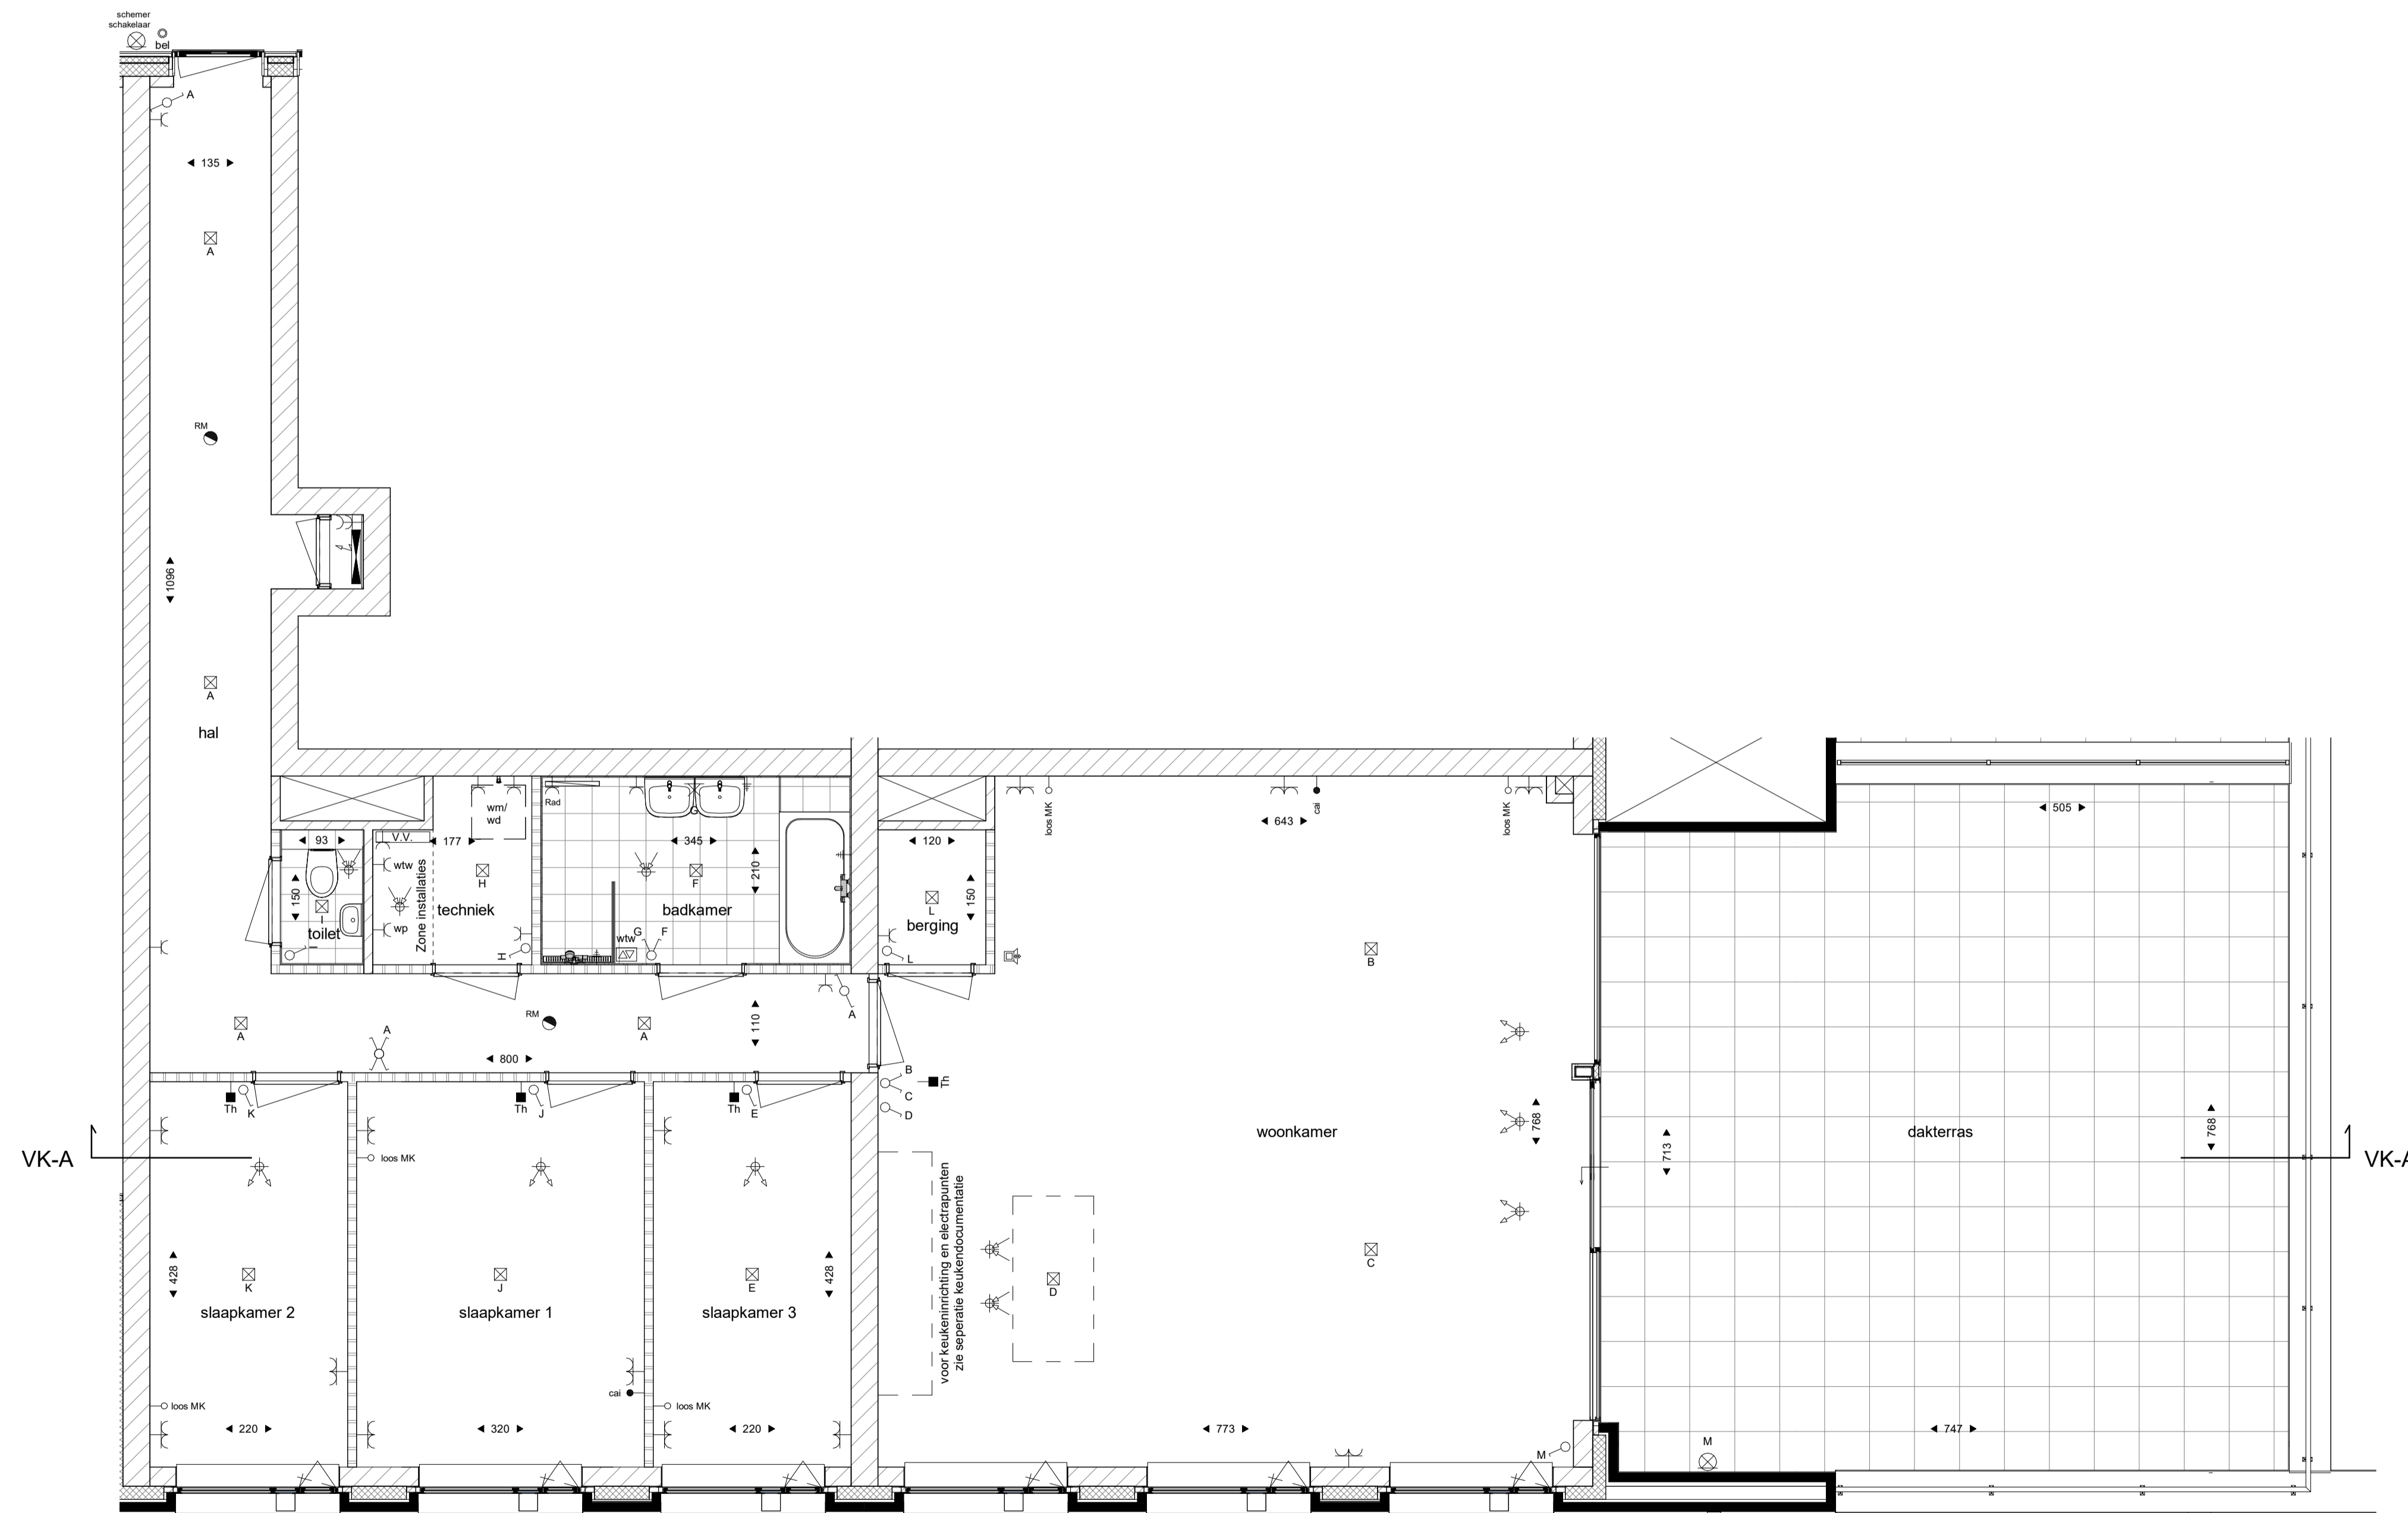 schemer
schakelaar
bel
A
135
A
RM
1096
A
hal
wm/
wd
Rad
loos MK
cai
loos MK
643
505
93
V.V.
177
345
120
wtw
150
H
F
210
L
150
I
toilet
wp
Zone installaties
techniek
badkamer
berging
G
wtw
G
F
I
H
L
B
A
RM
A
A
A
110
800
B
C
D
Th
Th
K
Th
J
Th
E
768
woonkamer
dakterras
713
768
VK-A
loos MK
VK-A
voor keukeninrichting en electrapunten
zie seperatie keukendocumentatie
428
K
J
E
428
D
C
slaapkamer 2
slaapkamer 1
slaapkamer 3
cai
loos MK
loos MK
220
320
220
773
747
M
M